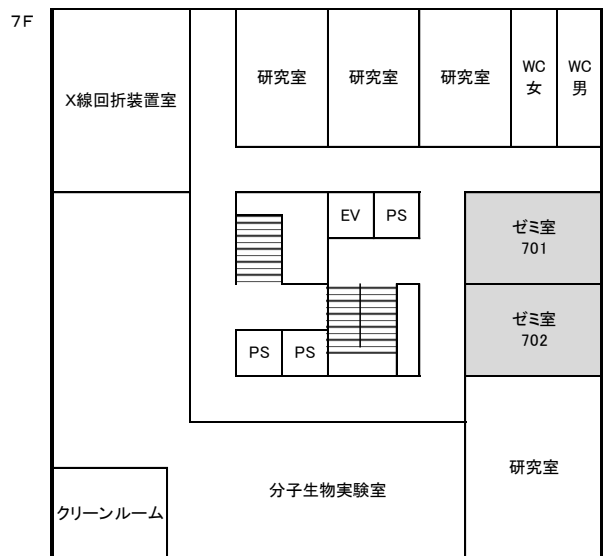 7F
X線回折装置室
研究室
研究室
研究室
WC
女
WC
男
EV
PS
ゼミ室
701
ゼミ室
702
PS
PS
研究室
分子生物実験室
クリーンルーム